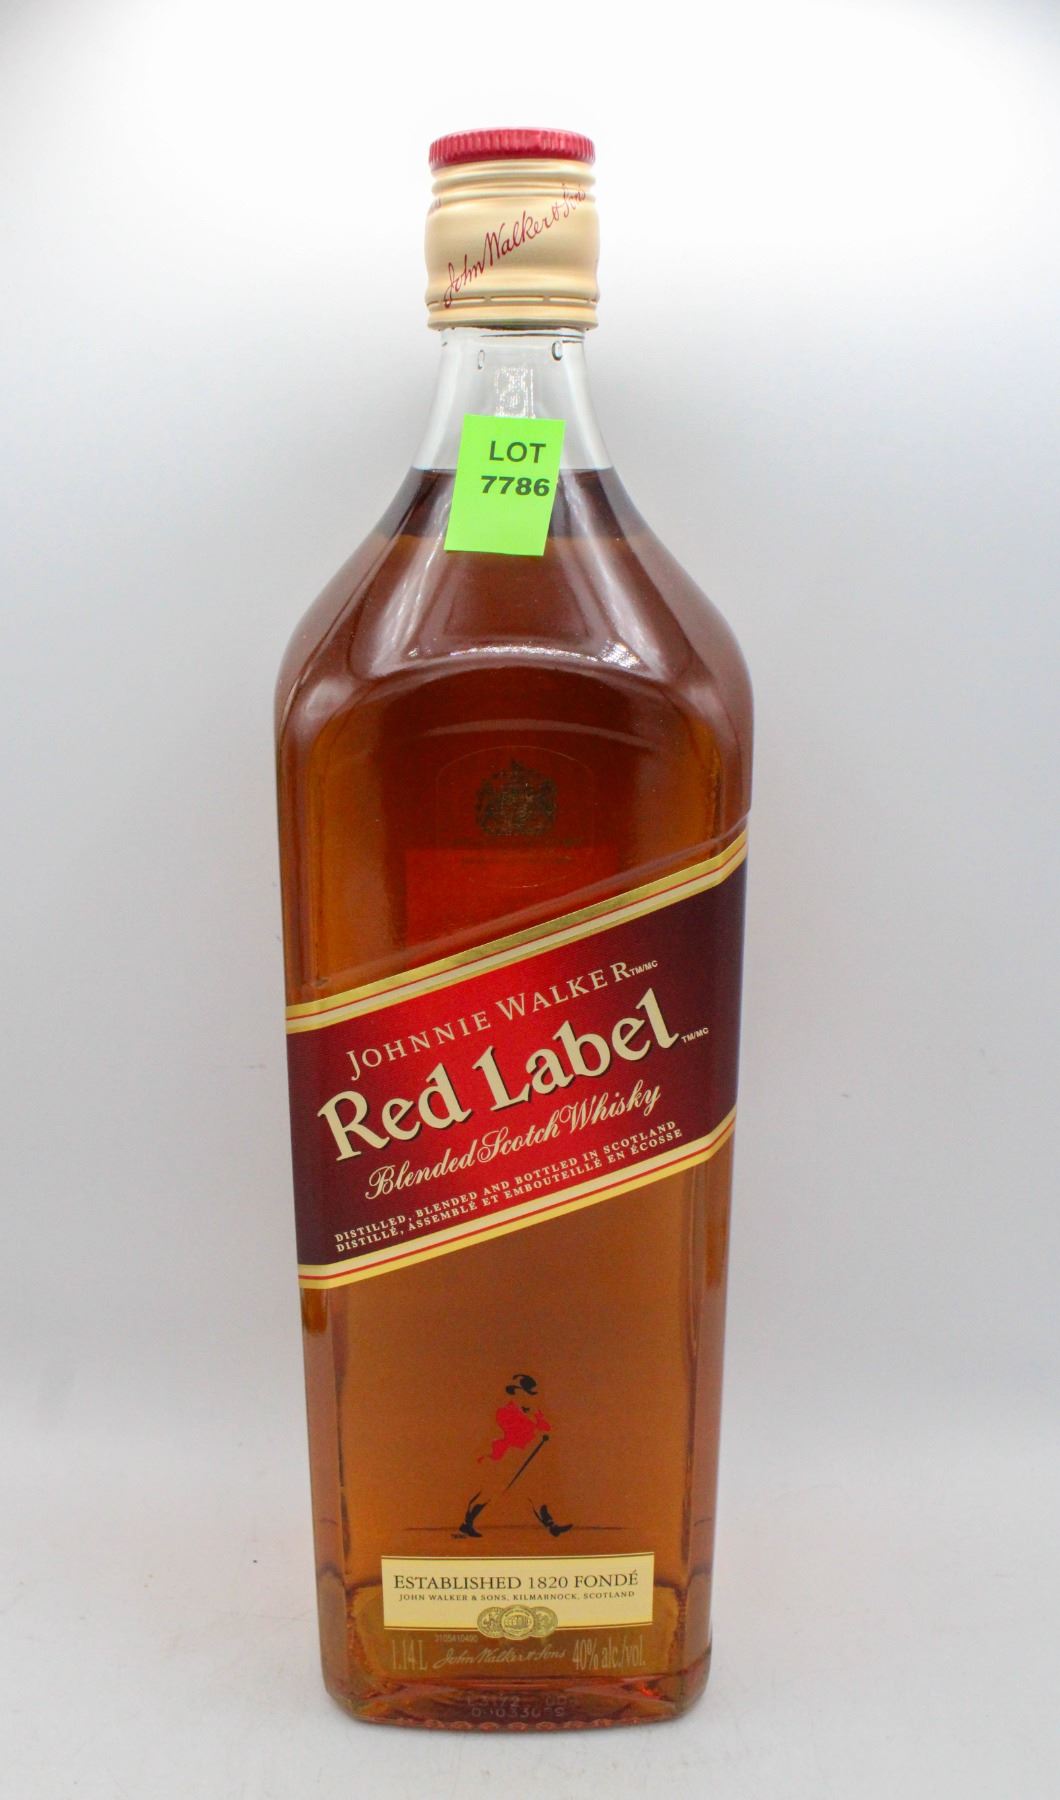 John Walker & Sons
LOT
7786
JOHNNIE WALKER TM/MC
Red Label TM/MC
Blended Scotch Whisky
DISTILLED, BLENDED AND BOTTLED IN SCOTLAND
DISTILLÉ, ASSEMBLÉ ET EMBOUTEILLÉ EN ÉCOSSE
ESTABLISHED 1820 FONDÉ
JOHN WALKER & SONS, KILMARNOCK, SCOTLAND
3105410490
1.14 L John Walker & Sons 40% alc./vol.